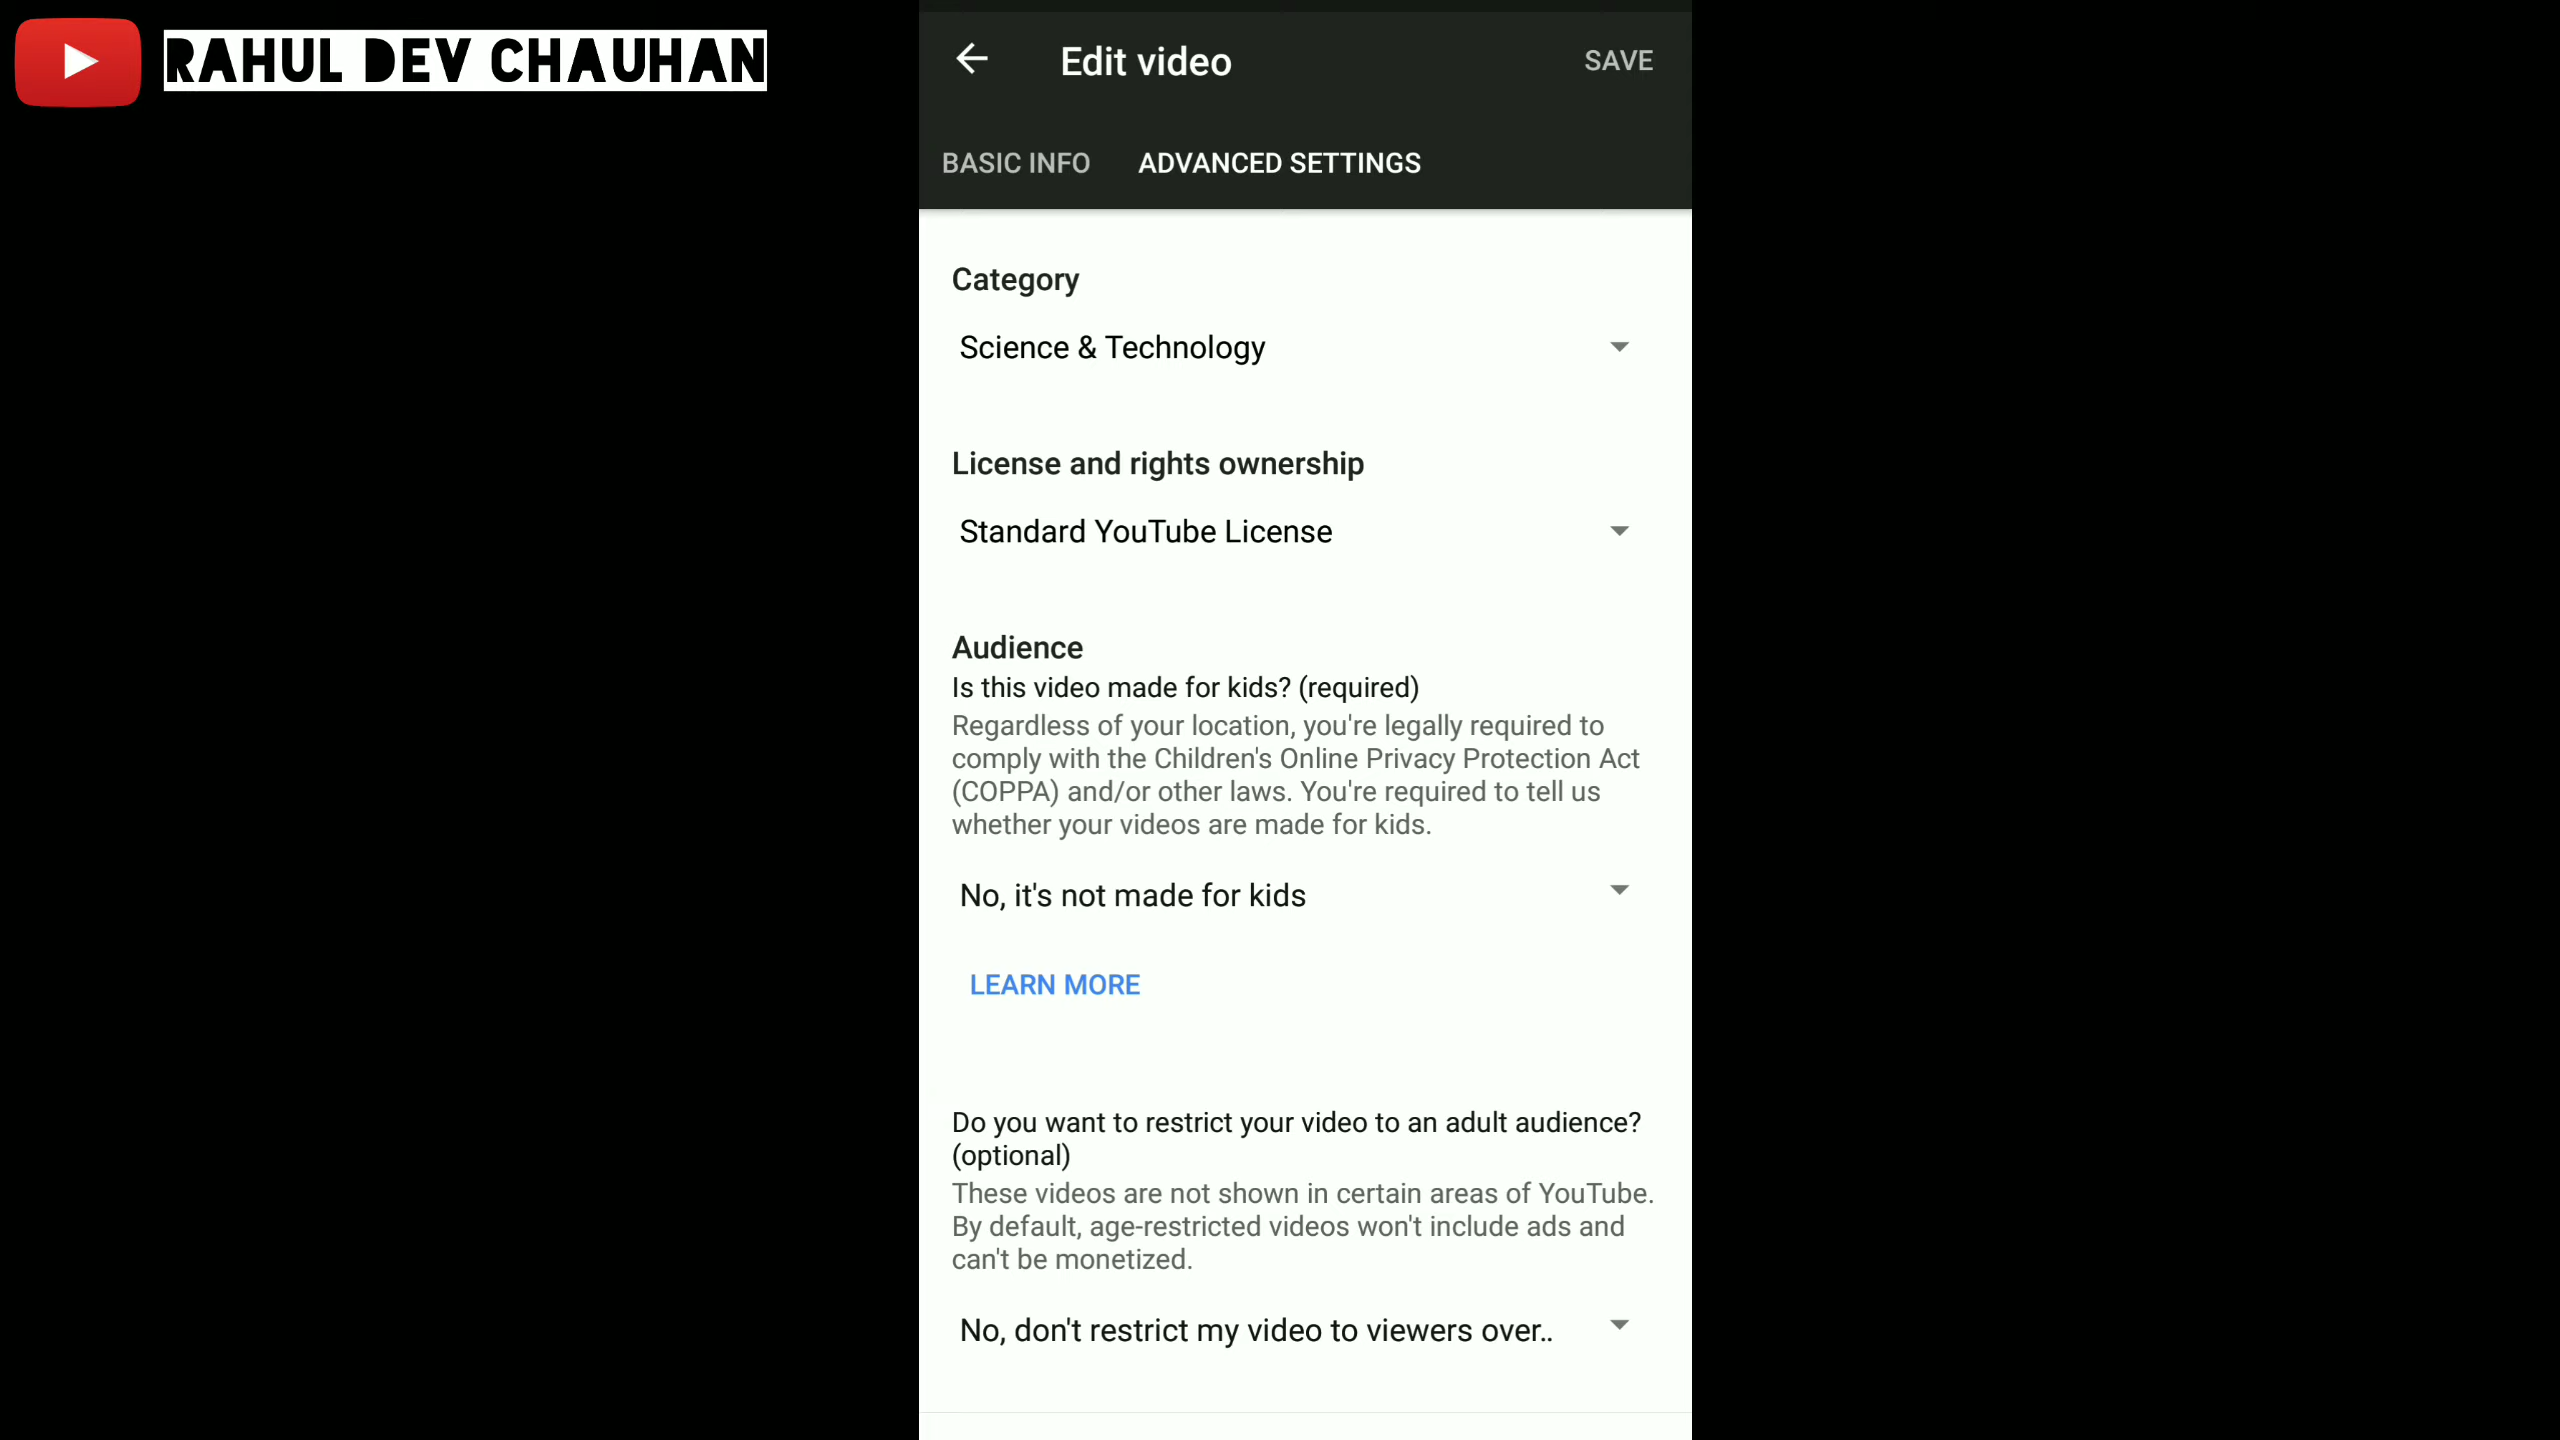 RAHUL DEV CHAUHAN
Edit video
SAVE
BASIC INFO
ADVANCED SETTINGS
Category
Science & Technology
License and rights ownership
Standard YouTube License
Audience
Is this video made for kids? (required)
Regardless of your location, you're legally required to
comply with the Children's Online Privacy Protection Act
(COPPA) and/or other laws. You're required to tell us
whether your videos are made for kids.
No, it's not made for kids
LEARN MORE
Do you want to restrict your video to an adult audience?
(optional)
These videos are not shown in certain areas of YouTube.
By default, age-restricted videos won't include ads and
can't be monetized.
No, don't restrict my video to viewers over..